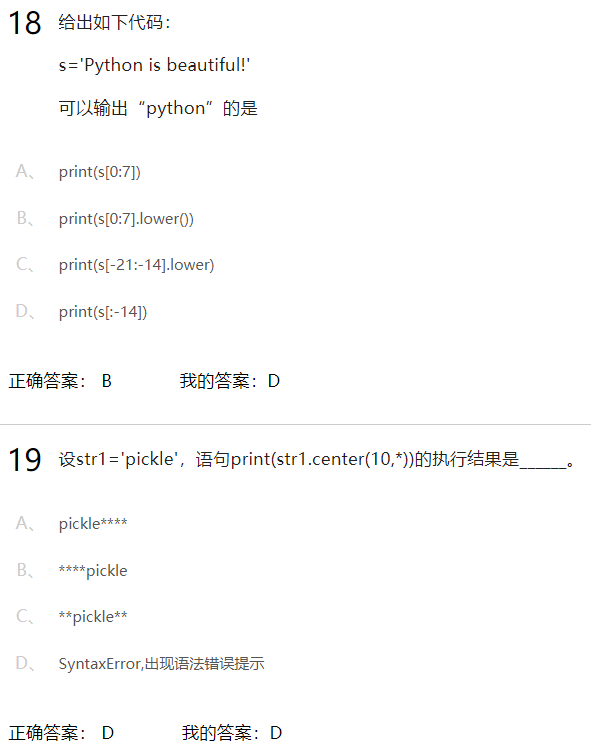 18 给出如下代码：
s='Python is beautiful!'
可以输出“python”的是
A、 print(s[0:7])
B、 print(s[0:7].lower())
C、 print(s[-21:-14].lower)
D、 print(s[:-14])
正确答案： B 我的答案：D
19 设str1='pickle'，语句print(str1.center(10,*))的执行结果是______。
A、 pickle****
B、 ****pickle
C、 **pickle**
D、 SyntaxError,出现语法错误提示
正确答案： D 我的答案：D